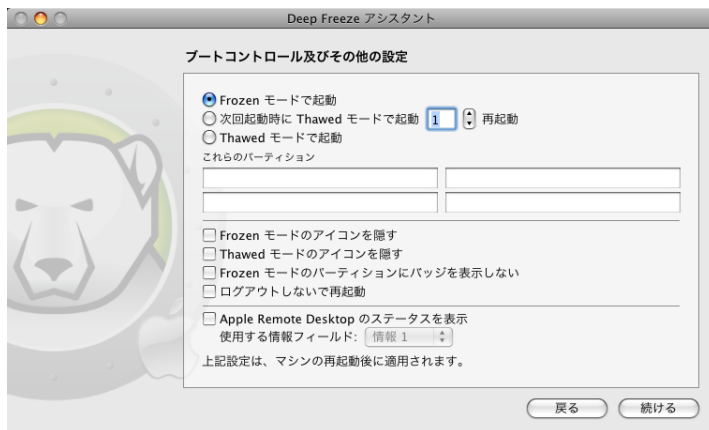 Deep Freeze アシスタント
ブートコントロール及びその他の設定
Frozen モードで起動
次回起動時に Thawed モードで起動 1 再起動
Thawed モードで起動
これらのパーティション
Frozen モードのアイコンを隠す
Thawed モードのアイコンを隠す
Frozen モードのパーティションにバッジを表示しない
ログアウトしないで再起動
Apple Remote Desktop のステータスを表示
使用する情報フィールド: 情報 1
上記設定は、マシンの再起動後に適用されます。
戻る 続ける